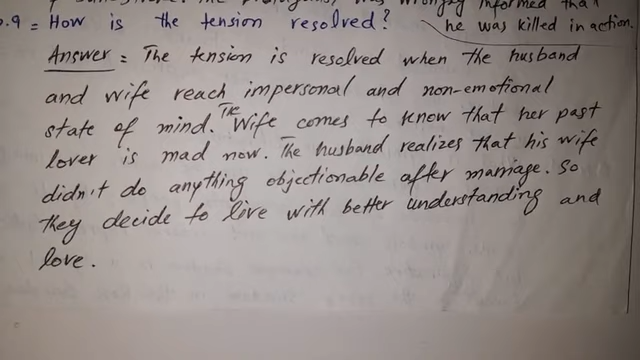 wrongly informed that
.9 = How is the tension resolved? he was killed in action.
Answer = The tension is resolved when the husband
and wife reach impersonal and non-emotional
state of mind. The Wife comes to know that her past
lover is mad now. The husband realizes that his wife
didn't do anything objectionable after marriage. So
they decide to live with better understanding and
love.